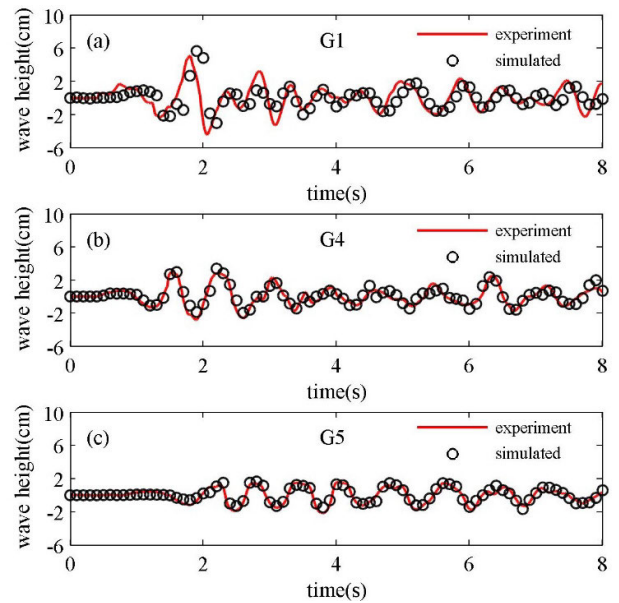 10
(a)
G1
experiment
6
simulated
2
-2
-6
wave height(cm)
0 2 4 6 8
time(s)
10
(b)
G4
experiment
6
simulated
2
-2
-6
wave height(cm)
0 2 4 6 8
time(s)
10
(c)
G5
experiment
6
simulated
2
-2
-6
wave height(cm)
0 2 4 6 8
time(s)